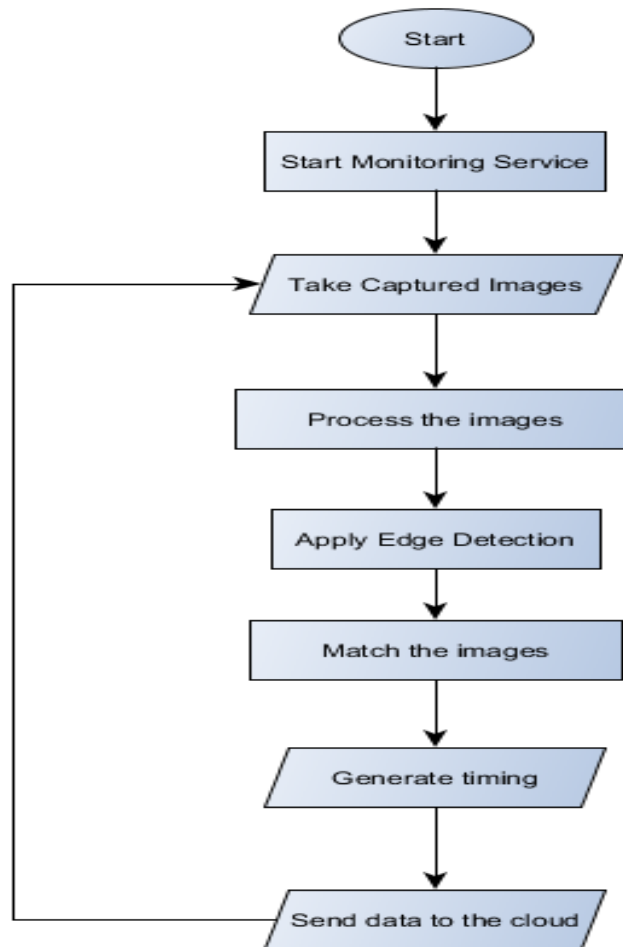 Start
Start Monitoring Service
Take Captured Images
Process the images
Apply Edge Detection
Match the images
Generate timing
Send data to the cloud